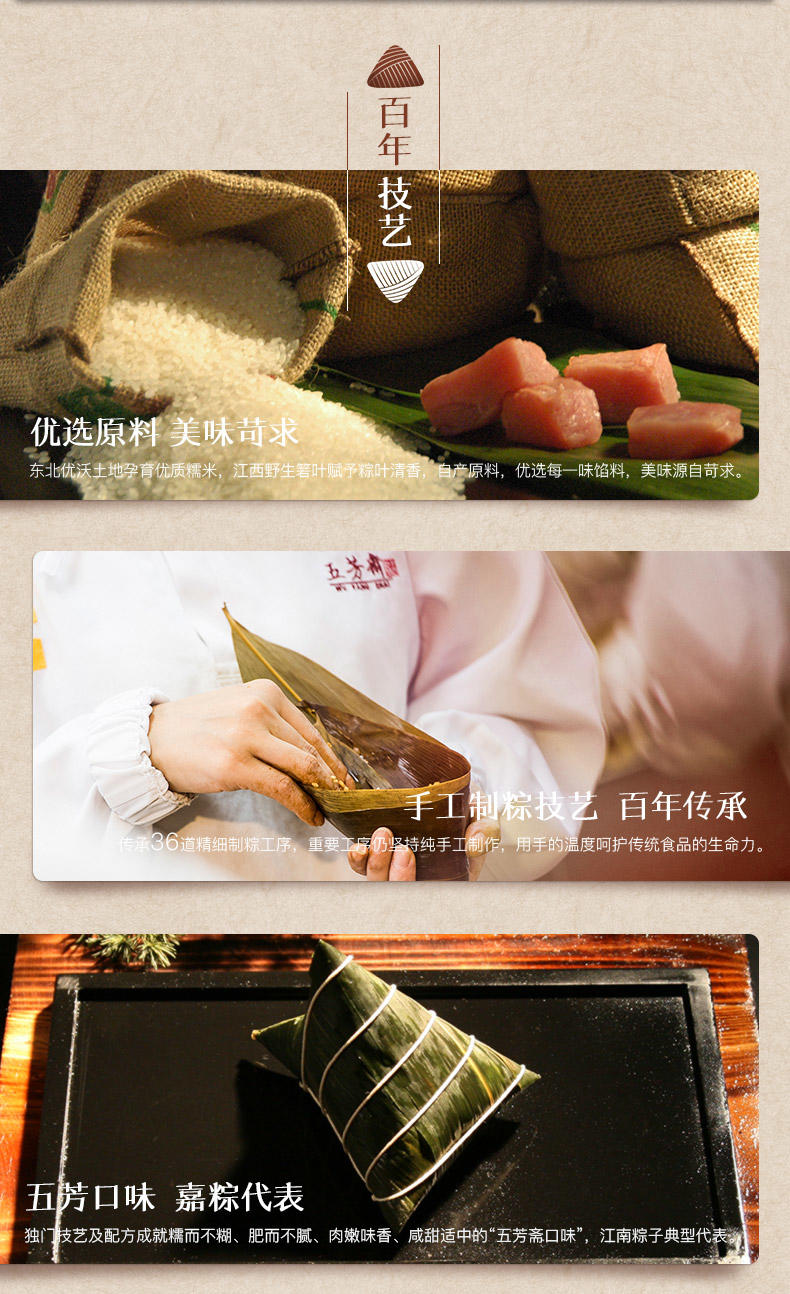 百年技艺
优选原料 美味苛求
东北优沃土地孕育优质糯米，江西野生箬叶赋予粽叶清香，自产原料，优选每一味馅料，美味源自苛求。
五芳斋
WU FANG ZHAI
手工制粽技艺 百年传承
传承36道精细制粽工序，重要工序仍坚持纯手工制作，用手的温度呵护传统食品的生命力。
五芳口味 嘉粽代表
独门技艺及配方成就糯而不糊、肥而不腻、肉嫩味香、咸甜适中的“五芳斋口味”，江南粽子典型代表。